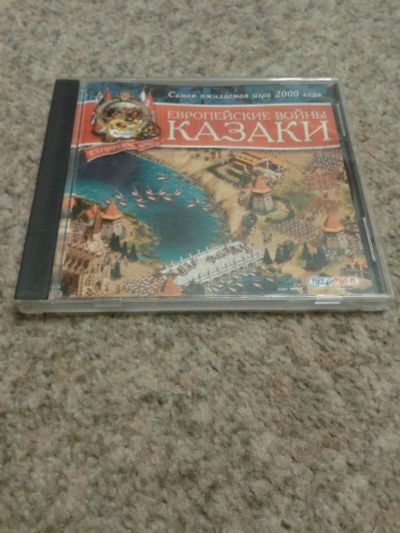 Самая ожидаемая игра 2000 года
ЕВРОПЕЙСКИЕ ВОЙНЫ
КАЗАКИ